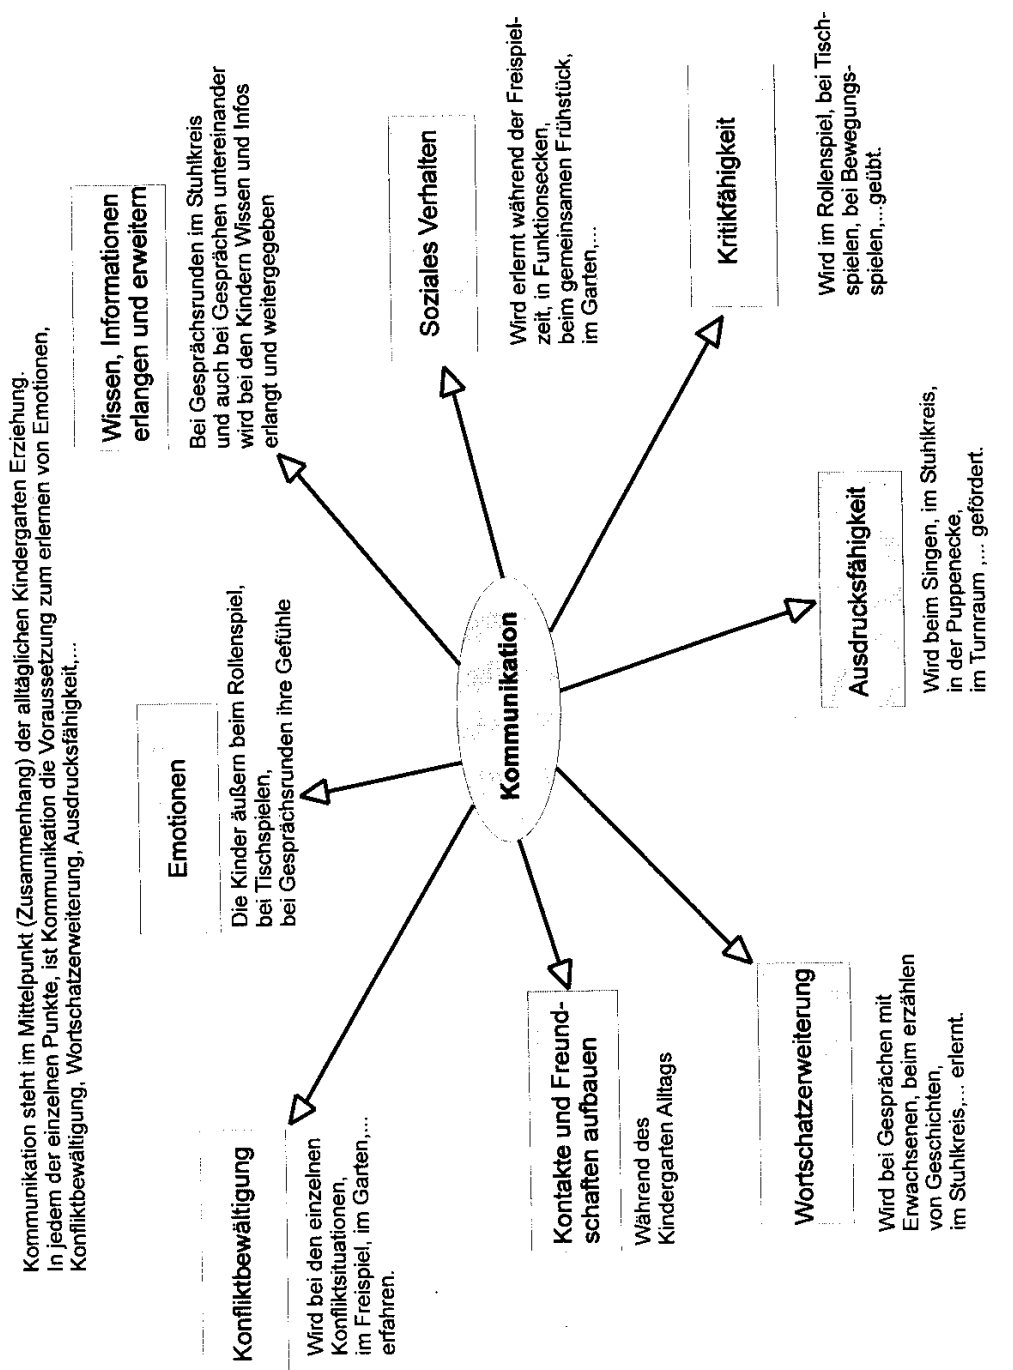 Kommunikation steht im Mittelpunkt (Zusammenhang) der alltäglichen Kindergarten Erziehung.
In jedem der einzelnen Punkte, ist Kommunikation die Voraussetzung zum erlernen von Emotionen,
Konfliktbewältigung, Wortschatzerweiterung, Ausdrucksfähigkeit,...
Konfliktbewältigung
Wird bei den einzelnen
Konfliktsituationen,
im Freispiel, im Garten,...
erfahren.
Emotionen
Die Kinder äußern beim Rollenspiel,
bei Tischspielen,
bei Gesprächsrunden ihre Gefühle
Wissen, Informationen
erlangen und erweitern
Bei Gesprächsrunden im Stuhlkreis
und auch bei Gesprächen untereinander
wird bei den Kindern Wissen und Infos
erlangt und weitergegeben
Soziales Verhalten
Wird erlernt während der Freispiel-
zeit, in Funktionsecken,
beim gemeinsamen Frühstück,
im Garten,...
Kommunikation
Kontakte und Freund-
schaften aufbauen
Während des
Kindergarten Alltags
Kritikfähigkeit
Wird im Rollenspiel, bei Tisch-
spielen, bei Bewegungs-
spielen,...geübt.
Wortschatzerweiterung
Wird bei Gesprächen mit
Erwachsenen, beim erzählen
von Geschichten,
im Stuhlkreis,... erlernt.
Ausdrucksfähigkeit
Wird beim Singen, im Stuhlkreis,
in der Puppenecke,
im Turnraum ,... gefördert.